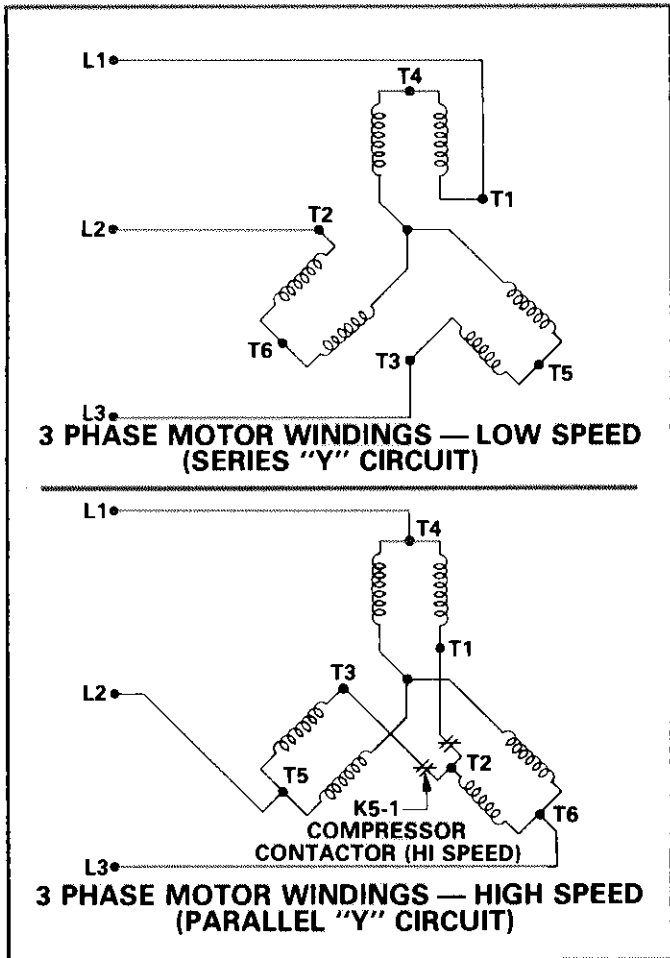 L1
T4
T1
T2
L2
T6
T3
T5
L3
3 PHASE MOTOR WINDINGS — LOW SPEED
(SERIES "Y" CIRCUIT)
L1
T4
T1
T3
L2
T2
T5
K5-1
T6
COMPRESSOR
CONTACTOR (HI SPEED)
L3
3 PHASE MOTOR WINDINGS — HIGH SPEED
(PARALLEL "Y" CIRCUIT)